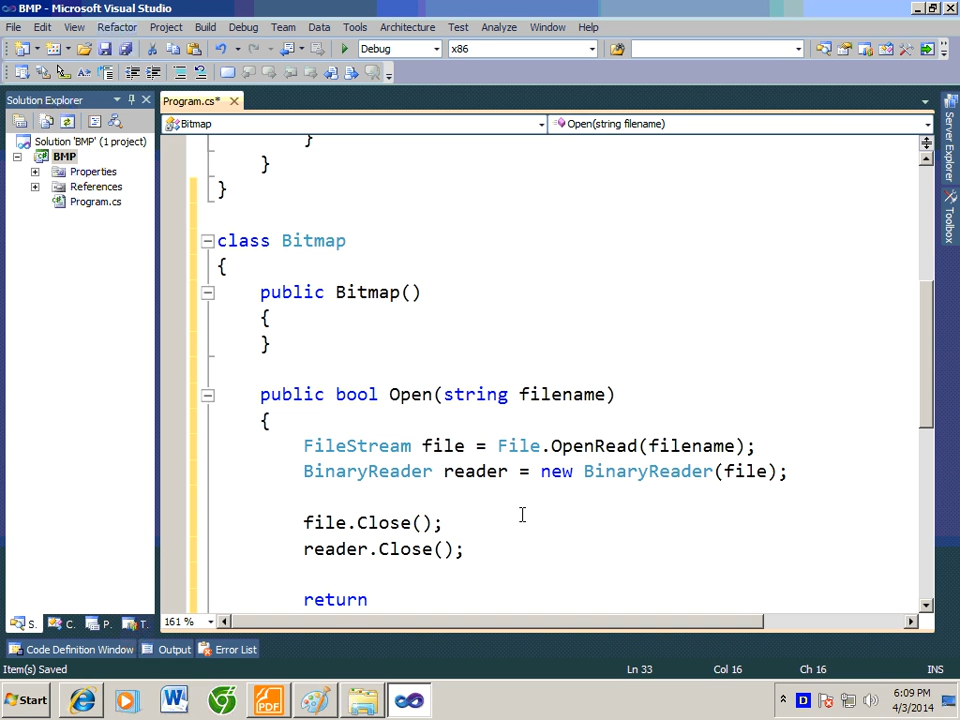 BMP - Microsoft Visual Studio
File Edit View Refactor Project Build Debug Team Data Tools Architecture Test Analyze Window Help
Debug x86
Solution Explorer
Program.cs*
Bitmap Open(string filename)
Solution 'BMP' (1 project)
BMP
Properties
References
Program.cs
}
}
}
class Bitmap
{
public Bitmap()
{
}
public bool Open(string filename)
{
FileStream file = File.OpenRead(filename);
BinaryReader reader = new BinaryReader(file);
file.Close();
reader.Close();
return
Server Explorer
Toolbox
S. C. P. T.
161 %
Code Definition Window Output Error List
Item(s) Saved Ln 33 Col 16 Ch 16 INS
Start
PDF
D
6:09 PM
4/3/2014